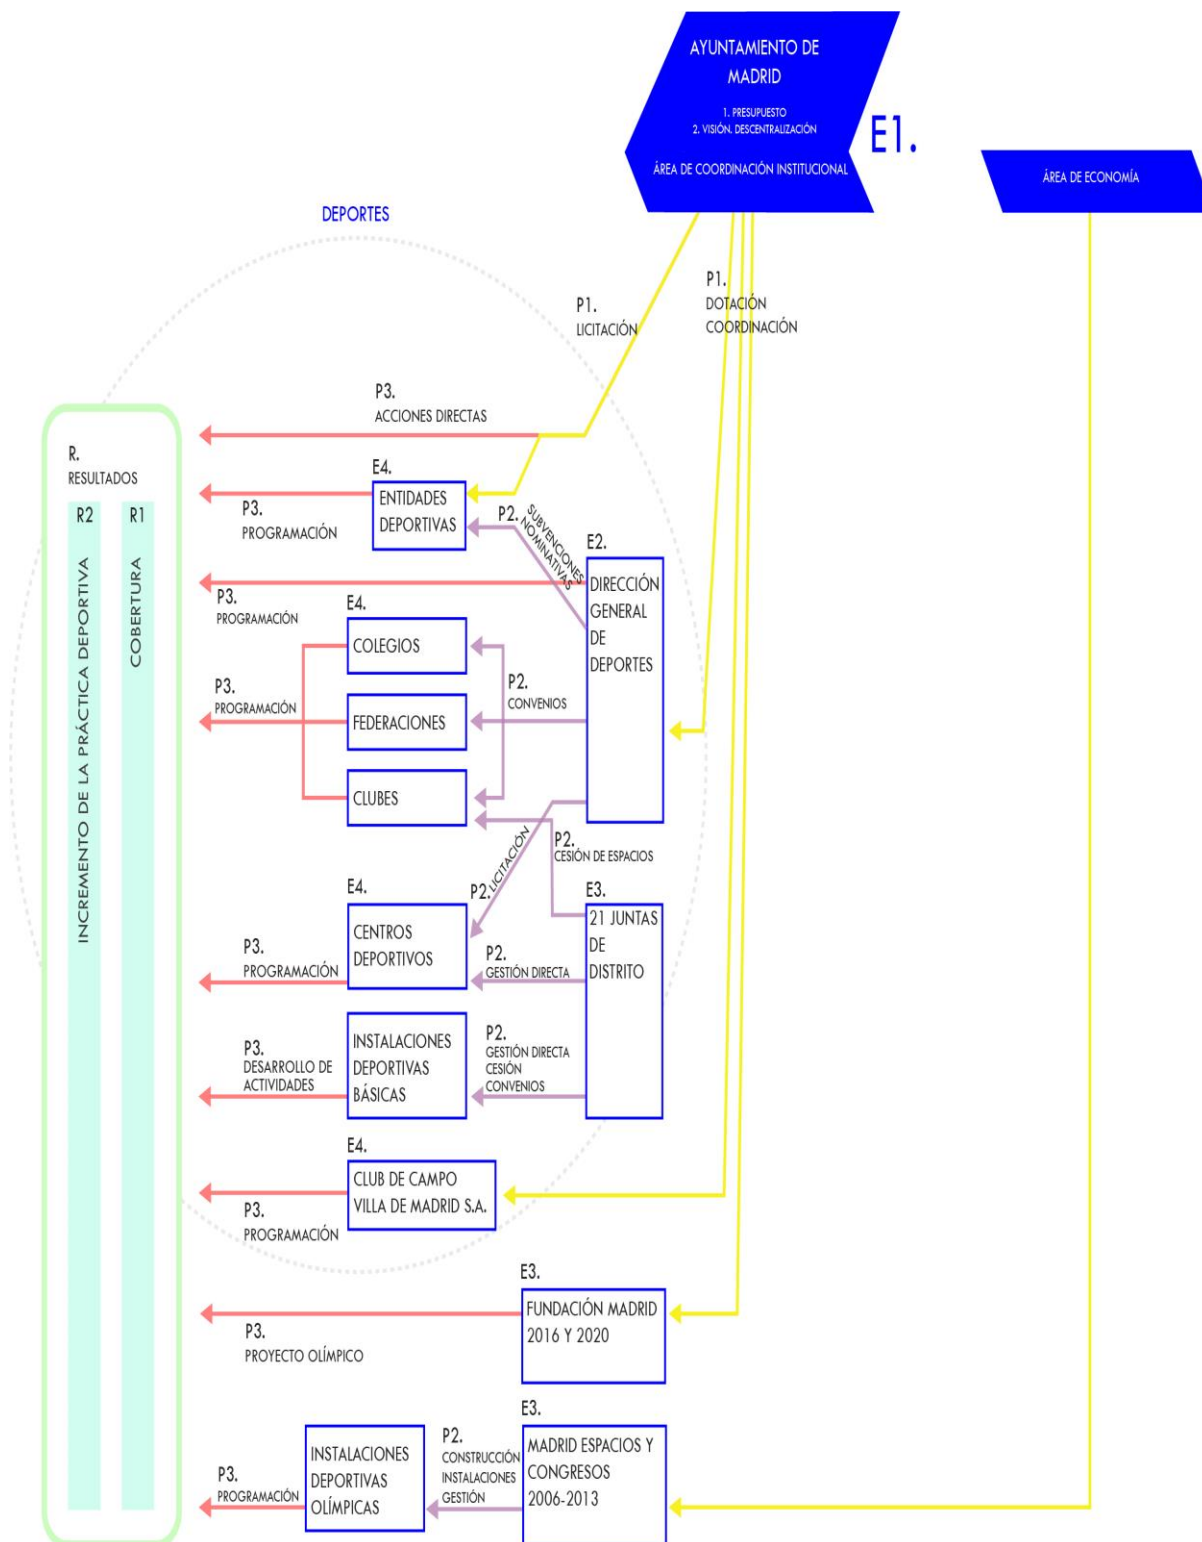 AYUNTAMIENTO DE
MADRID
1. PRESUPUESTO
2. VISIÓN. DESCENTRALIZACIÓN
ÁREA DE COORDINACIÓN INSTITUCIONAL
E1.
ÁREA DE ECONOMÍA
DEPORTES
P1.
LICITACIÓN
P1.
DOTACIÓN
COORDINACIÓN
P3.
ACCIONES DIRECTAS
R.
RESULTADOS
R2
R1
INCREMENTO DE LA PRÁCTICA DEPORTIVA
COBERTURA
E4.
ENTIDADES
DEPORTIVAS
P3.
PROGRAMACIÓN
P2.
SUBVENCIONES
NOMINATIVAS
E2.
DIRECCIÓN
GENERAL
DE
DEPORTES
P3.
PROGRAMACIÓN
E4.
COLEGIOS
P2.
CONVENIOS
P3.
PROGRAMACIÓN
FEDERACIONES
CLUBES
P2.
CESIÓN DE ESPACIOS
P2.
LICITACIÓN
E4.
CENTROS
DEPORTIVOS
E3.
21 JUNTAS
DE
DISTRITO
P3.
PROGRAMACIÓN
P2.
GESTIÓN DIRECTA
INSTALACIONES
DEPORTIVAS
BÁSICAS
P3.
DESARROLLO DE
ACTIVIDADES
P2.
GESTIÓN DIRECTA
CESIÓN
CONVENIOS
E4.
CLUB DE CAMPO
VILLA DE MADRID S.A.
P3.
PROGRAMACIÓN
E3.
FUNDACIÓN MADRID
2016 Y 2020
P3.
PROYECTO OLÍMPICO
E3.
MADRID ESPACIOS Y
CONGRESOS
2006-2013
P2.
CONSTRUCCIÓN
INSTALACIONES
GESTIÓN
INSTALACIONES
DEPORTIVAS
OLÍMPICAS
P3.
PROGRAMACIÓN